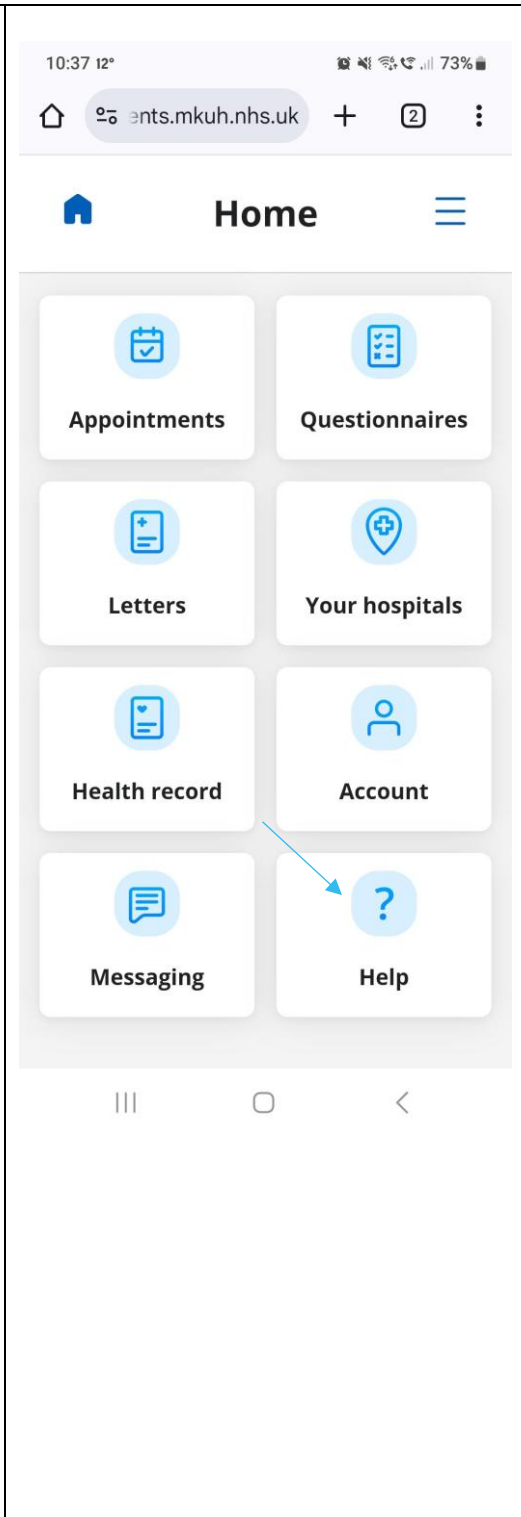 10:37 12° 73%
ents.mkuh.nhs.uk 2
Home
Appointments Questionnaires
Letters Your hospitals
Health record Account
?
Messaging Help